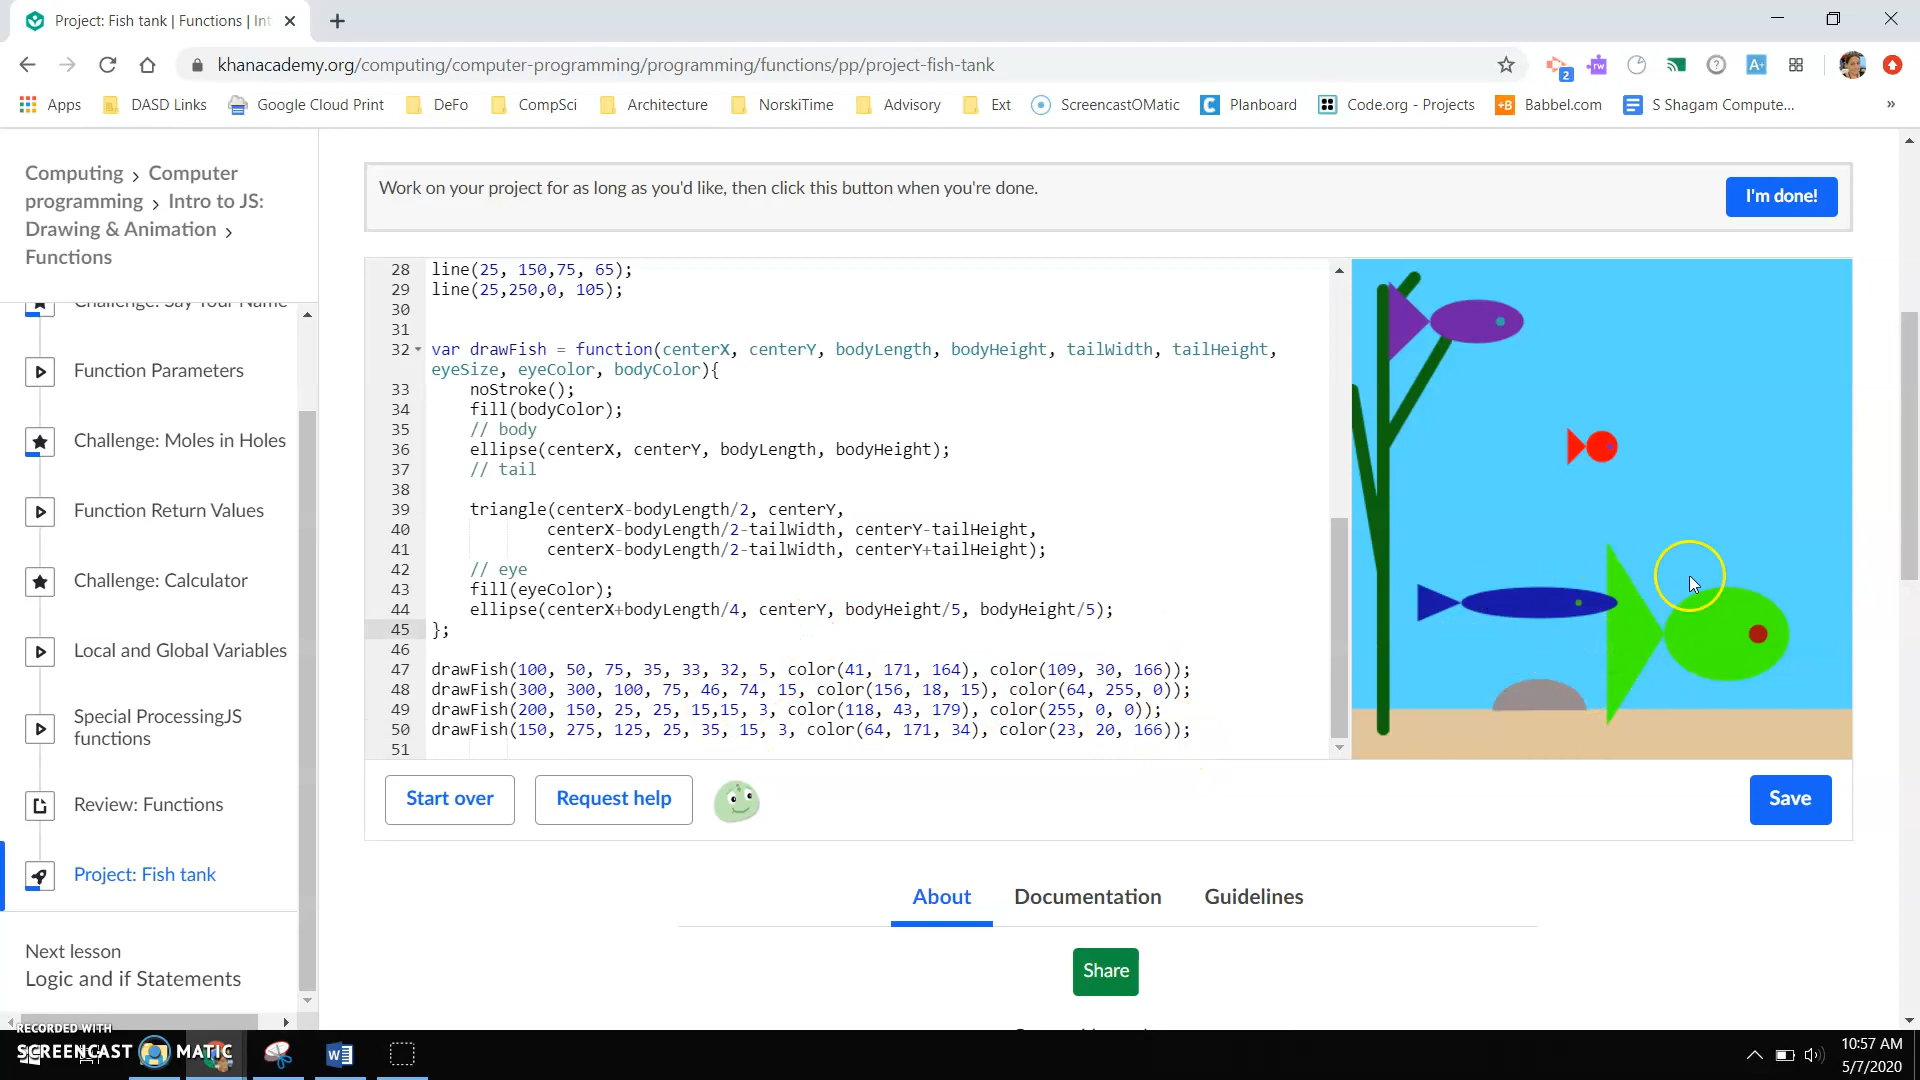 Project: Fish tank | Functions | Int
khanacademy.org/computing/computer-programming/programming/functions/pp/project-fish-tank
2
rw
A+
Apps
DASD Links
Google Cloud Print
DeFo
CompSci
Architecture
NorskiTime
Advisory
Ext
ScreencastOMatic
Planboard
Code.org - Projects
Babbel.com
S Shagam Compute...
»
Computing > Computer
programming > Intro to JS:
Drawing & Animation >
Functions
Challenge: Say Your Name
Function Parameters
Challenge: Moles in Holes
Function Return Values
Challenge: Calculator
Local and Global Variables
Special ProcessingJS
functions
Review: Functions
Project: Fish tank
Next lesson
Logic and if Statements
Work on your project for as long as you'd like, then click this button when you're done.
I'm done!
28 line(25, 150,75, 65);
29 line(25,250,0, 105);
30
31
32 var drawFish = function(centerX, centerY, bodyLength, bodyHeight, tailWidth, tailHeight,
eyeSize, eyeColor, bodyColor){
33 noStroke();
34 fill(bodyColor);
35 // body
36 ellipse(centerX, centerY, bodyLength, bodyHeight);
37 // tail
38
39 triangle(centerX-bodyLength/2, centerY,
40 centerX-bodyLength/2-tailWidth, centerY-tailHeight,
41 centerX-bodyLength/2-tailWidth, centerY+tailHeight);
42 // eye
43 fill(eyeColor);
44 ellipse(centerX+bodyLength/4, centerY, bodyHeight/5, bodyHeight/5);
45 };
46
47 drawFish(100, 50, 75, 35, 33, 32, 5, color(41, 171, 164), color(109, 30, 166));
48 drawFish(300, 300, 100, 75, 46, 74, 15, color(156, 18, 15), color(64, 255, 0));
49 drawFish(200, 150, 25, 25, 15,15, 3, color(118, 43, 179), color(255, 0, 0));
50 drawFish(150, 275, 125, 25, 35, 15, 3, color(64, 171, 34), color(23, 20, 166));
51
Start over
Request help
Save
About
Documentation
Guidelines
Share
RECORDED WITH
SCREENCAST MATIC
10:57 AM
5/7/2020